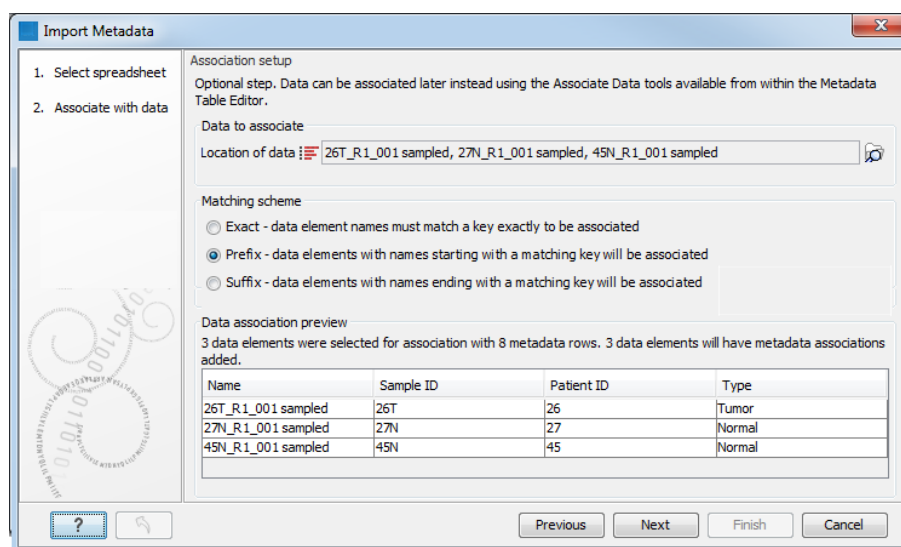 Import Metadata
1. Select spreadsheet
2. Associate with data
Association setup
Optional step. Data can be associated later instead using the Associate Data tools available from within the Metadata
Table Editor.
Data to associate
Location of data 26T_R1_001 sampled, 27N_R1_001 sampled, 45N_R1_001 sampled
Matching scheme
Exact - data element names must match a key exactly to be associated
Prefix - data elements with names starting with a matching key will be associated
Suffix - data elements with names ending with a matching key will be associated
Data association preview
3 data elements were selected for association with 8 metadata rows. 3 data elements will have metadata associations
added.
Name Sample ID Patient ID Type
26T_R1_001 sampled 26T 26 Tumor
27N_R1_001 sampled 27N 27 Normal
45N_R1_001 sampled 45N 45 Normal
? Previous Next Finish Cancel